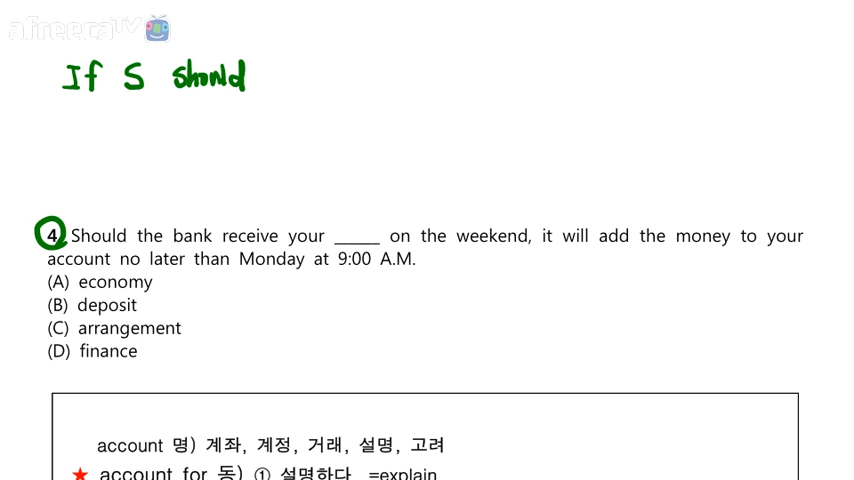 afreecaTV
If S should
4. Should the bank receive your _____ on the weekend, it will add the money to your
account no later than Monday at 9:00 A.M.
(A) economy
(B) deposit
(C) arrangement
(D) finance
account 명) 계좌, 계정, 거래, 설명, 고려
★ account for 동) ① 설명하다 =explain